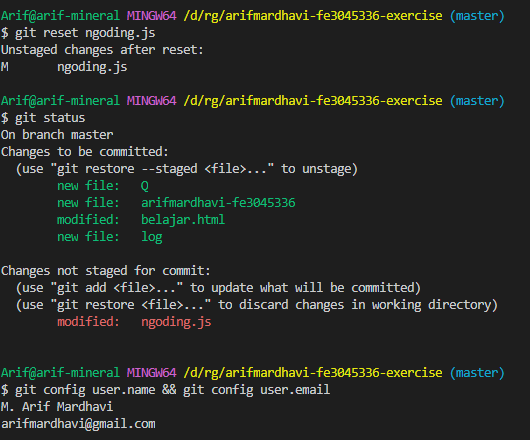 Arif@arif-mineral MINGW64 /d/rg/arifmardhavi-fe3045336-exercise (master)
$ git reset ngoding.js
Unstaged changes after reset:
M       ngoding.js

Arif@arif-mineral MINGW64 /d/rg/arifmardhavi-fe3045336-exercise (master)
$ git status
On branch master
Changes to be committed:
  (use "git restore --staged <file>..." to unstage)
        new file:   Q
        new file:   arifmardhavi-fe3045336
        modified:   belajar.html
        new file:   log

Changes not staged for commit:
  (use "git add <file>..." to update what will be committed)
  (use "git restore <file>..." to discard changes in working directory)
        modified:   ngoding.js

Arif@arif-mineral MINGW64 /d/rg/arifmardhavi-fe3045336-exercise (master)
$ git config user.name && git config user.email
M. Arif Mardhavi
arifmardhavi@gmail.com